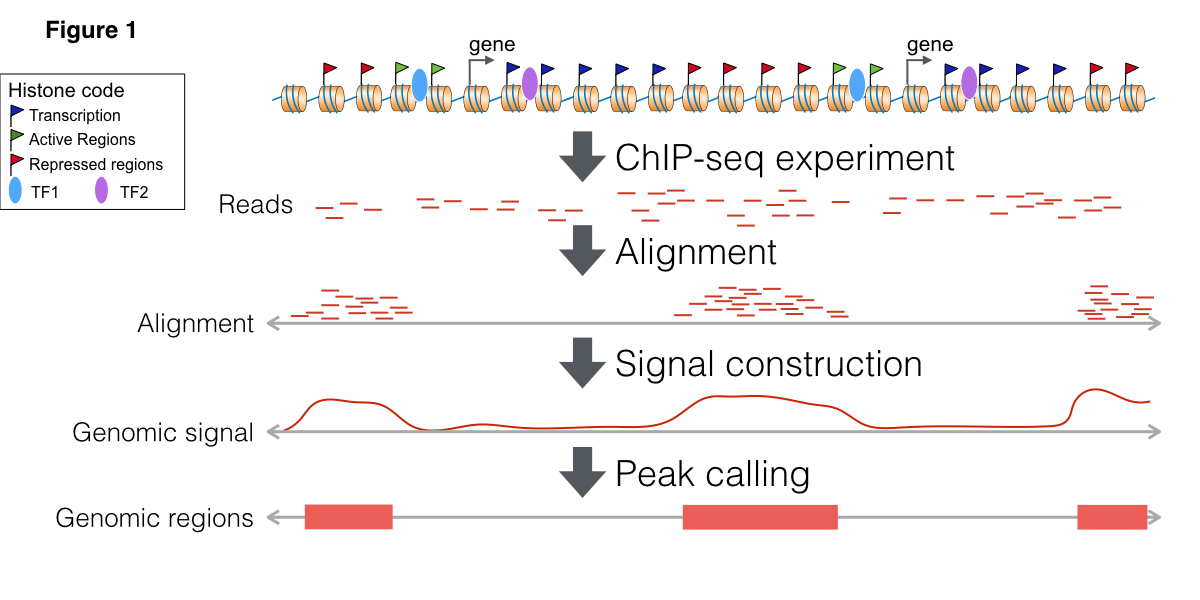 Figure 1
gene
gene
Histone code
Transcription
Active Regions
Repressed regions
TF1
TF2
ChIP-seq experiment
Reads
Alignment
Alignment
Signal construction
Genomic signal
Peak calling
Genomic regions